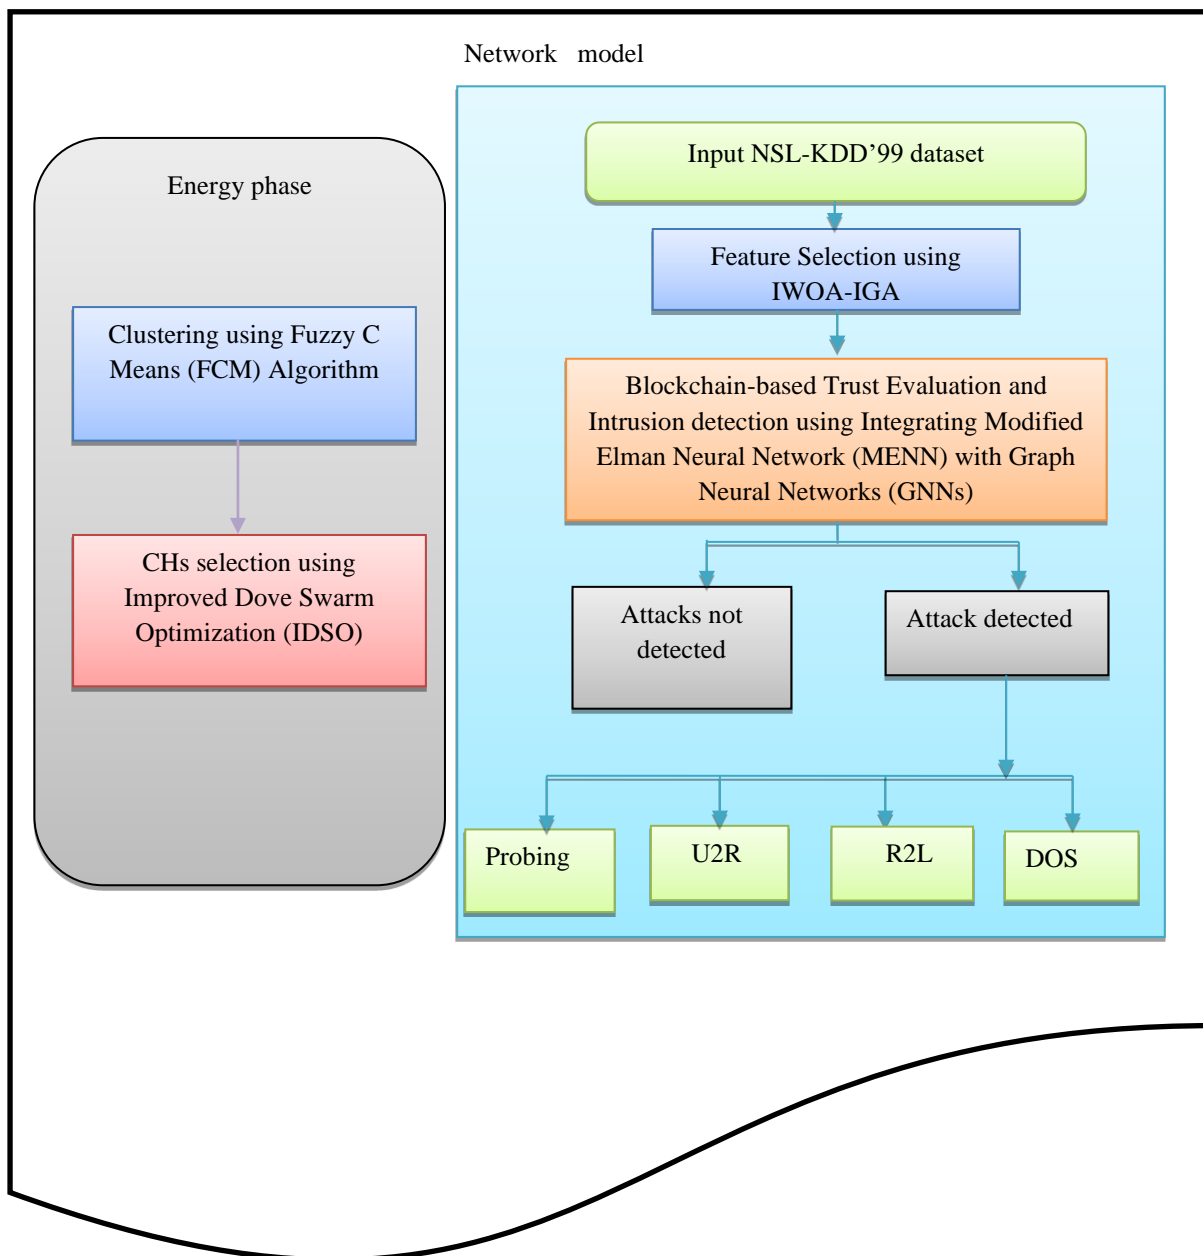 Network model
Energy phase
Clustering using Fuzzy C
Means (FCM) Algorithm
CHs selection using
Improved Dove Swarm
Optimization (IDSO)
Input NSL-KDD’99 dataset
Feature Selection using
IWOA-IGA
Blockchain-based Trust Evaluation and
Intrusion detection using Integrating Modified
Elman Neural Network (MENN) with Graph
Neural Networks (GNNs)
Attacks not
detected
Attack detected
Probing
U2R
R2L
DOS